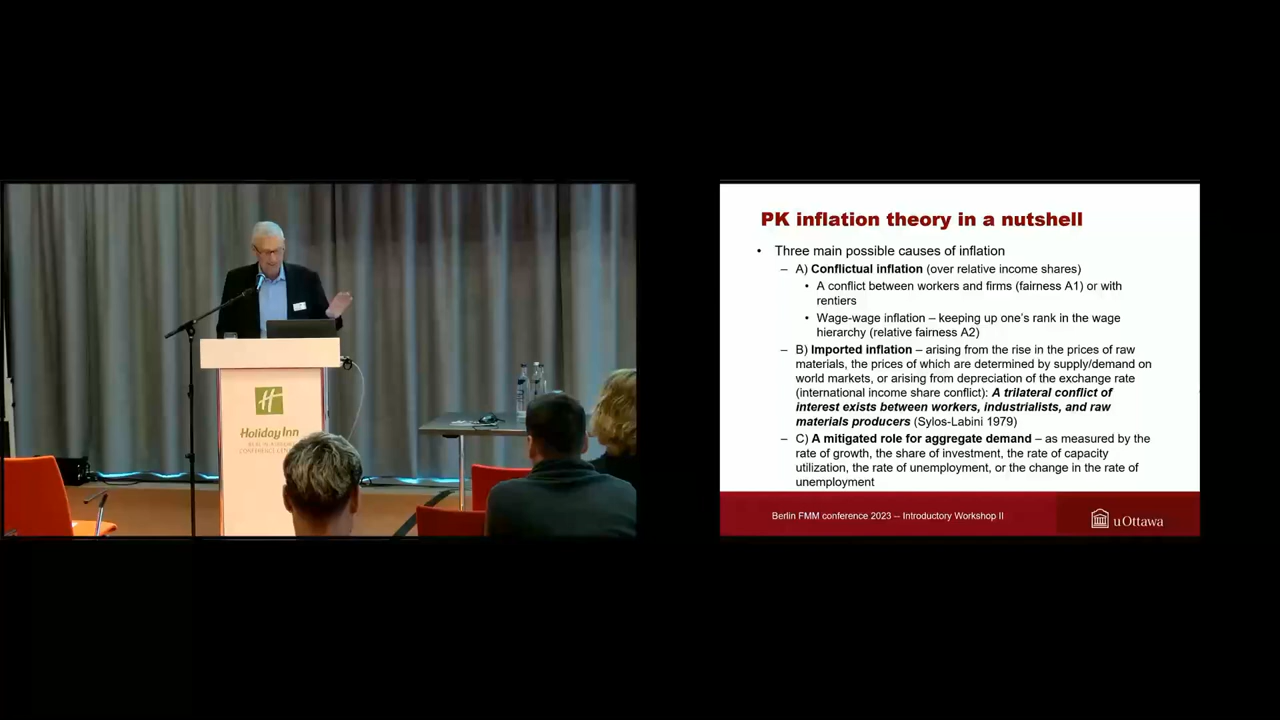 Holiday Inn
PK inflation theory in a nutshell
• Three main possible causes of inflation
– A) Conflictual inflation (over relative income shares)
• A conflict between workers and firms (fairness A1) or with
rentiers
• Wage-wage inflation – keeping up one's rank in the wage
hierarchy (relative fairness A2)
– B) Imported inflation – arising from the rise in the prices of raw
materials, the prices of which are determined by supply/demand on
world markets, or arising from depreciation of the exchange rate
(international income share conflict): A trilateral conflict of
interest exists between workers, industrialists, and raw
materials producers (Sylos-Labini 1979)
– C) A mitigated role for aggregate demand – as measured by the
rate of growth, the share of investment, the rate of capacity
utilization, the rate of unemployment, or the change in the rate of
unemployment
Berlin FMM conference 2023 -- Introductory Workshop II
uOttawa